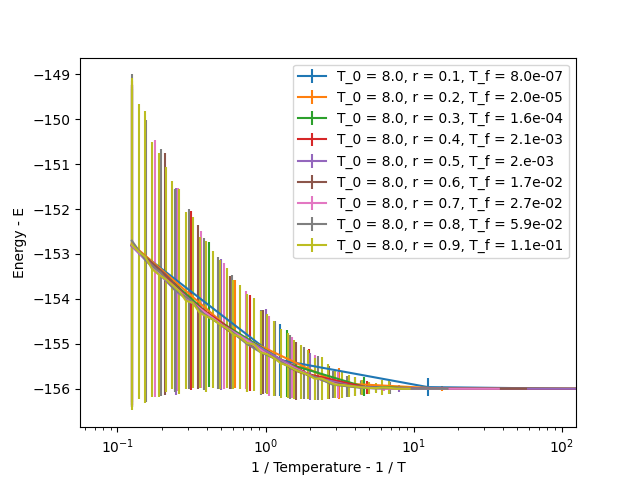 −149
−150
−151
−152
−153
−154
−155
−156
Energy - E
10⁻¹
10⁰
10¹
10²
1 / Temperature - 1 / T
T_0 = 8.0, r = 0.1, T_f = 8.0e-07
T_0 = 8.0, r = 0.2, T_f = 2.0e-05
T_0 = 8.0, r = 0.3, T_f = 1.6e-04
T_0 = 8.0, r = 0.4, T_f = 2.1e-03
T_0 = 8.0, r = 0.5, T_f = 2.e-03
T_0 = 8.0, r = 0.6, T_f = 1.7e-02
T_0 = 8.0, r = 0.7, T_f = 2.7e-02
T_0 = 8.0, r = 0.8, T_f = 5.9e-02
T_0 = 8.0, r = 0.9, T_f = 1.1e-01